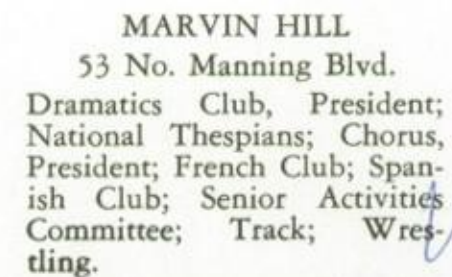 MARVIN HILL
53 No. Manning Blvd.
Dramatics Club, President;
National Thespians; Chorus,
President; French Club; Span-
ish Club; Senior Activities
Committee; Track; Wres-
tling.